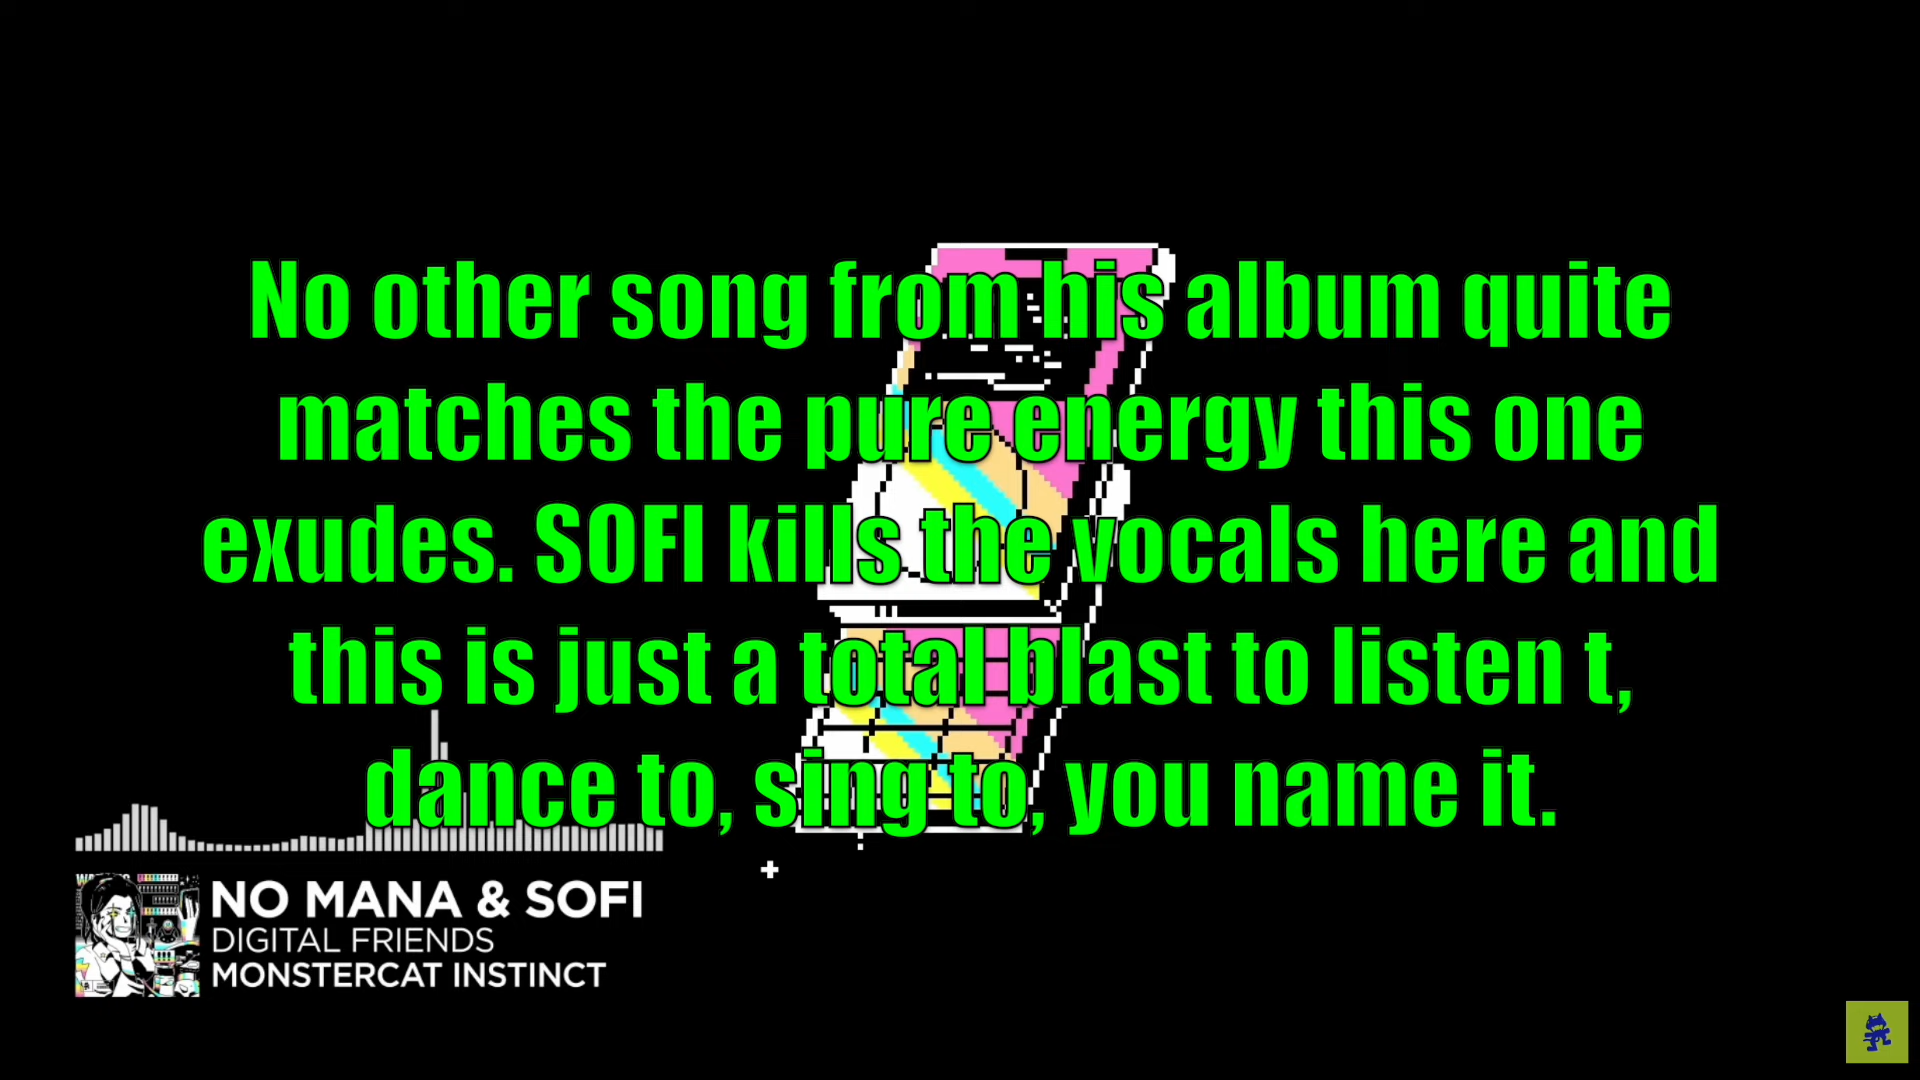 No other song from his album quite
matches the pure energy this one
exudes. SOFI kills the vocals here and
this is just a total blast to listen t,
dance to, sing to, you name it.
NO MANA & SOFI
DIGITAL FRIENDS
MONSTERCAT INSTINCT